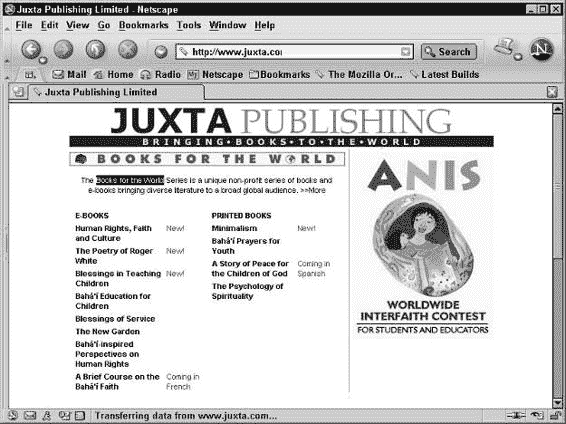 Juxta Publishing Limited - Netscape
File Edit View Go Bookmarks Tools Window Help
http://www.juxta.co
Search
Mail Home Radio Netscape Bookmarks The Mozilla Or... Latest Builds
Juxta Publishing Limited
JUXTA PUBLISHING
BRINGING•BOOKS•TO•THE•WORLD
BOOKS FOR THE WORLD
The Books for the World Series is a unique non-profit series of books and
e-books bringing diverse literature to a broad global audience. >>More
E-BOOKS
Human Rights, Faith New!
and Culture
The Poetry of Roger New!
White
Blessings in Teaching New!
Children
Bahá'í Education for
Children
Blessings of Service
The New Garden
Bahá'í-inspired
Perspectives on
Human Rights
A Brief Course on the Coming in
Bahá'í Faith French
PRINTED BOOKS
Minimalism New!
Bahá'í Prayers for
Youth
A Story of Peace for Coming in
the Children of God Spanish
The Psychology of
Spirituality
ANIS
WORLDWIDE
INTERFAITH CONTEST
FOR STUDENTS AND EDUCATORS
Transferring data from www.juxta.com...